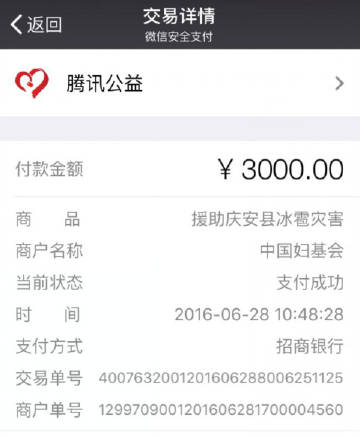 返回
交易详情
微信安全支付
腾讯公益
付款金额 ¥ 3000.00
商 品 援助庆安县冰雹灾害
商户名称 中国妇基会
当前状态 支付成功
时 间 2016-06-28 10:48:28
支付方式 招商银行
交易单号 4007632001201606288006251125
商户单号 1299709001201606281700004560